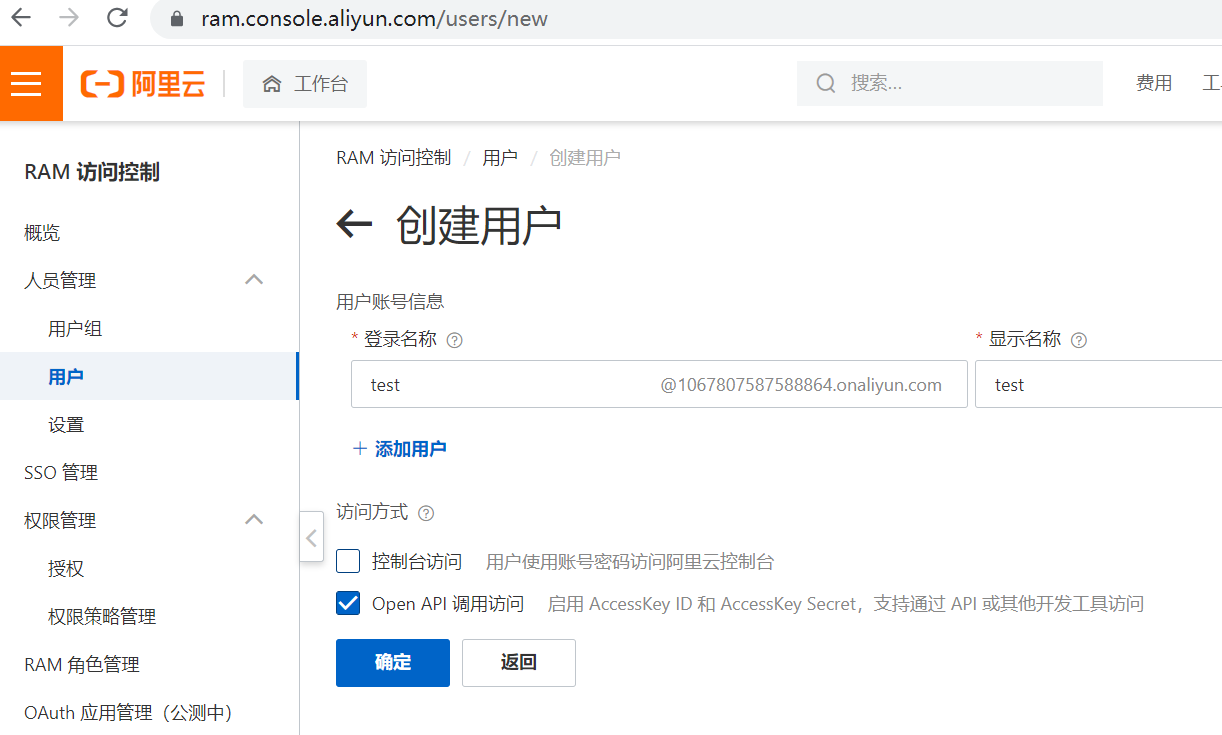 ram.console.aliyun.com/users/new
阿里云
工作台
搜索...
费用
RAM 访问控制
概览
人员管理
用户组
用户
设置
SSO 管理
权限管理
授权
权限策略管理
RAM 角色管理
OAuth 应用管理（公测中）
RAM 访问控制 / 用户 / 创建用户
创建用户
用户账号信息
* 登录名称 ?
* 显示名称 ?
test @1067807587588864.onaliyun.com
test
+ 添加用户
访问方式 ?
控制台访问 用户使用账号密码访问阿里云控制台
Open API 调用访问 启用 AccessKey ID 和 AccessKey Secret，支持通过 API 或其他开发工具访问
确定
返回